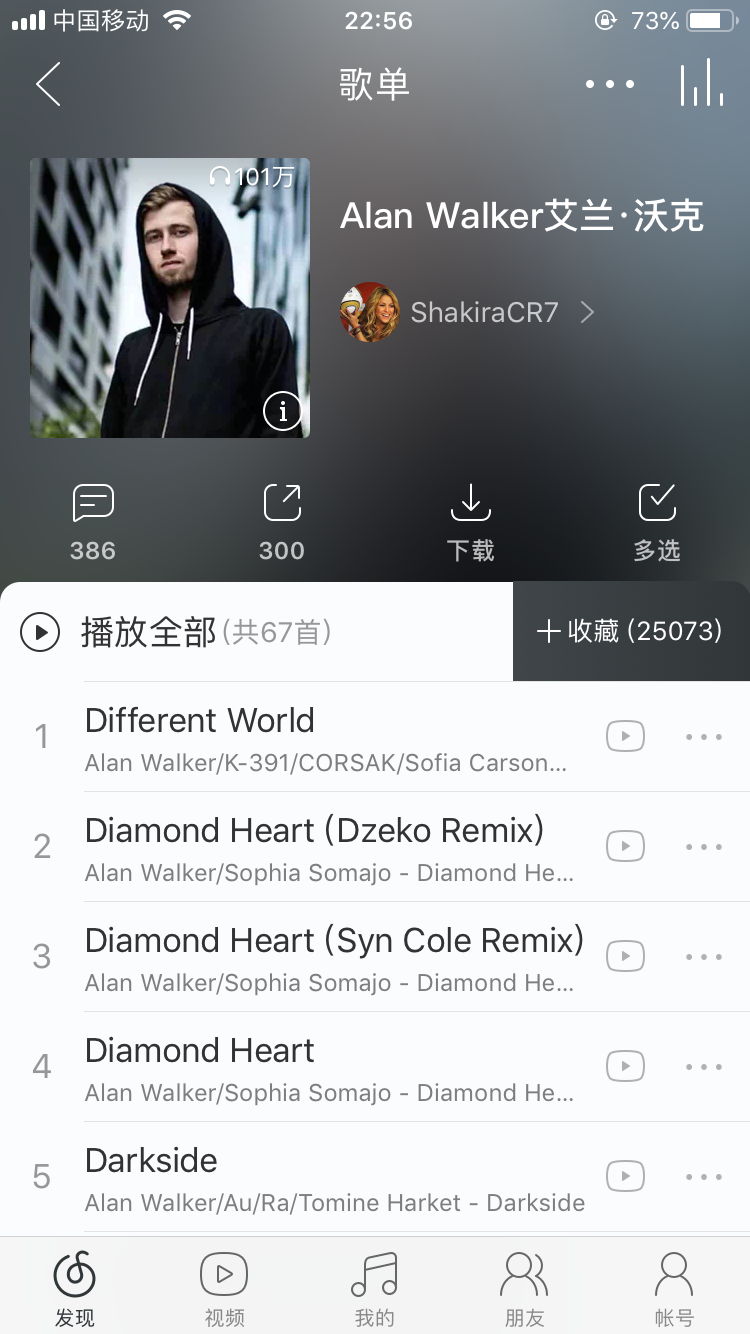 中国移动 22:56 73%
歌单
101万
Alan Walker艾兰·沃克
ShakiraCR7
386 300 下载 多选
播放全部(共67首) +收藏 (25073)
1 Different World
Alan Walker/K-391/CORSAK/Sofia Carson...
2 Diamond Heart (Dzeko Remix)
Alan Walker/Sophia Somajo - Diamond He...
3 Diamond Heart (Syn Cole Remix)
Alan Walker/Sophia Somajo - Diamond He...
4 Diamond Heart
Alan Walker/Sophia Somajo - Diamond He...
5 Darkside
Alan Walker/Au/Ra/Tomine Harket - Darkside
发现 视频 我的 朋友 帐号